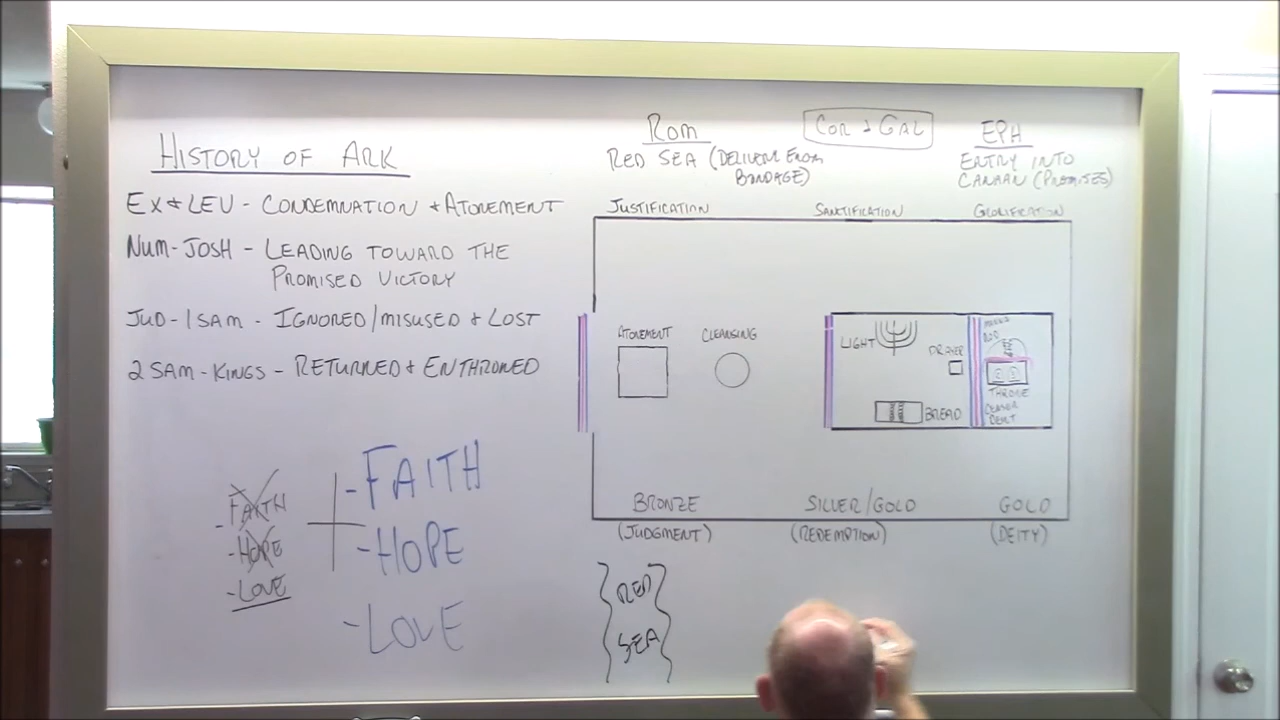 HISTORY OF ARK
EX & LEV - CONDEMNATION & ATONEMENT
NUM-JOSH - LEADING TOWARD THE
PROMISED VICTORY
JUD-1SAM - IGNORED/MISUSED & LOST
2 SAM-KINGS - RETURNED & ENTHRONED
- FAITH
- HOPE
- LOVE
- FAITH
- HOPE
- LOVE
ROM
RED SEA (DELIVERY FROM
BONDAGE)
COR & GAL
EPH
ENTRY INTO
CANAAN (PROMISES)
JUSTIFICATION
SANCTIFICATION
GLORIFICATION
ATONEMENT
CLEANSING
LIGHT
PRAYER
BREAD
ROD
THRONE
BRONZE
(JUDGMENT)
SILVER/GOLD
(REDEMPTION)
GOLD
(DEITY)
RED
SEA